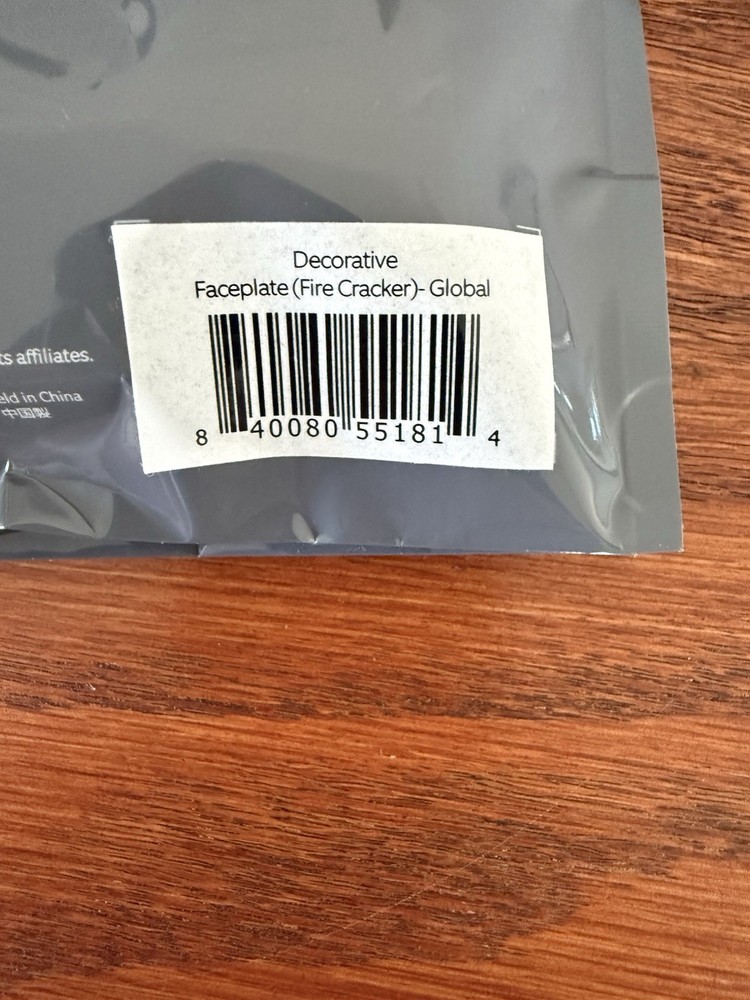 Decorative
Faceplate (Fire Cracker)- Global
ts affiliates.
eld in China
中国製
8 40080 55181 4